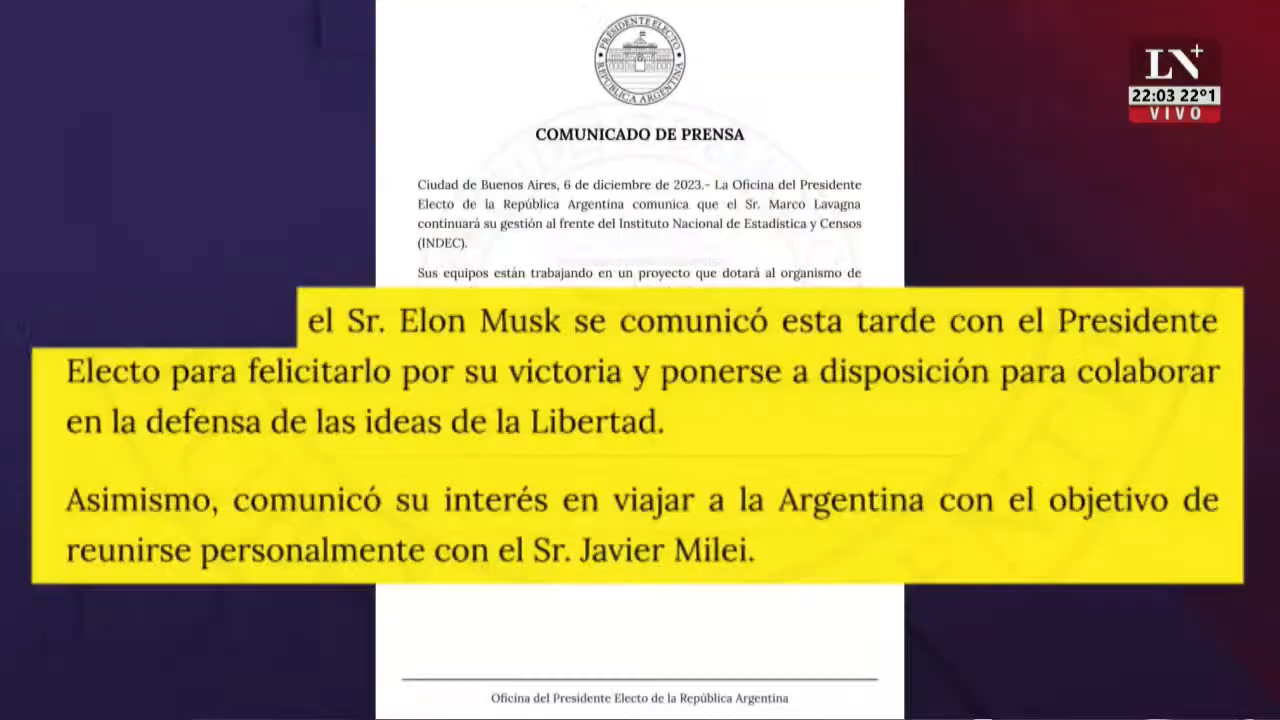 PRESIDENTE ELECTO
REPÚBLICA ARGENTINA
LN+
22:03 22º1
VIVO
COMUNICADO DE PRENSA
Ciudad de Buenos Aires, 6 de diciembre de 2023.- La Oficina del Presidente
Electo de la República Argentina comunica que el Sr. Marco Lavagna
continuará su gestión al frente del Instituto Nacional de Estadística y Censos
(INDEC).
Sus equipos están trabajando en un proyecto que dotará al organismo de
el Sr. Elon Musk se comunicó esta tarde con el Presidente
Electo para felicitarlo por su victoria y ponerse a disposición para colaborar
en la defensa de las ideas de la Libertad.
Asimismo, comunicó su interés en viajar a la Argentina con el objetivo de
reunirse personalmente con el Sr. Javier Milei.
Oficina del Presidente Electo de la República Argentina